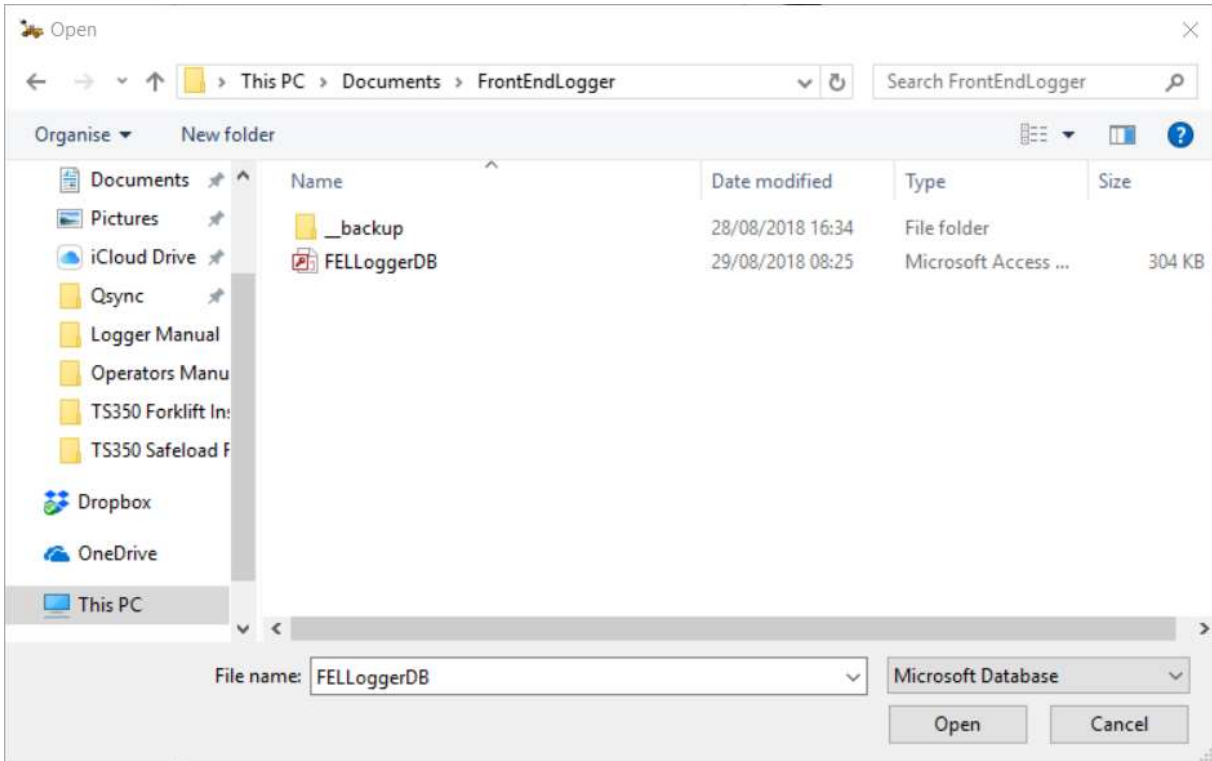 Open
This PC > Documents > FrontEndLogger
Search FrontEndLogger
Organise
New folder
Name
Date modified
Type
Size
Documents
Pictures
iCloud Drive
Qsync
Logger Manual
Operators Manu
TS350 Forklift In
TS350 Safeload F
Dropbox
OneDrive
This PC
__backup
28/08/2018 16:34
File folder
FELLoggerDB
29/08/2018 08:25
Microsoft Access ...
304 KB
File name:
FELLoggerDB
Microsoft Database
Open
Cancel